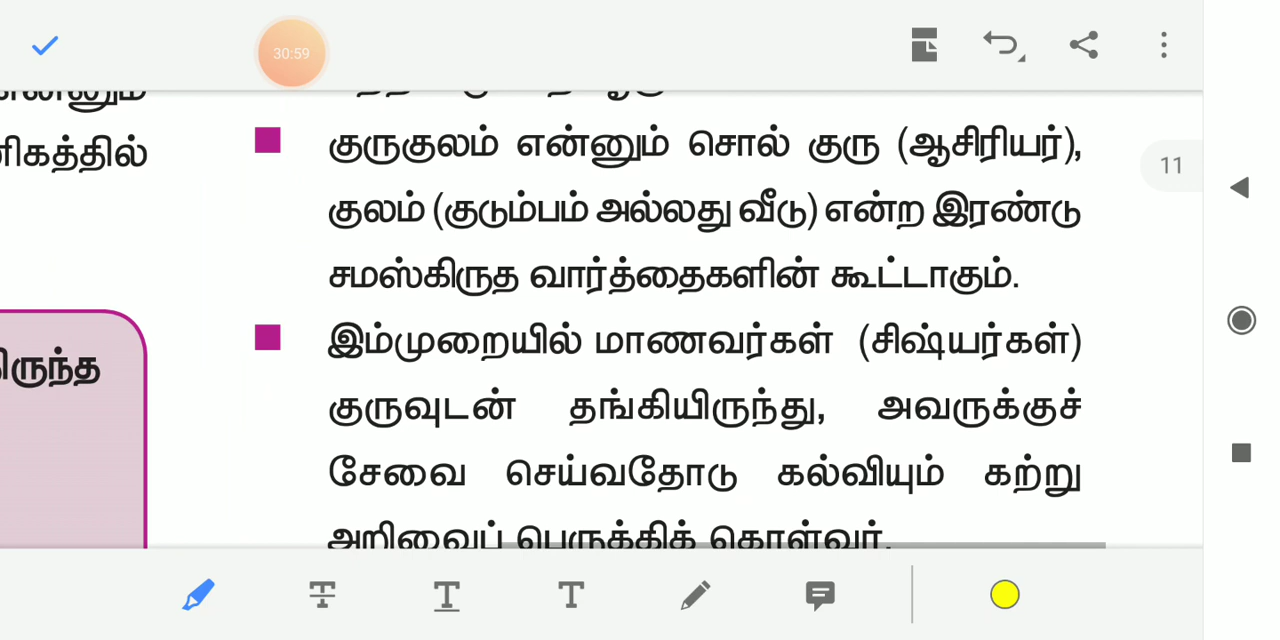 30:59
னிகத்தில்
குருகுலம் என்னும் சொல் குரு (ஆசிரியர்),
11
குலம் (குடும்பம் அல்லது வீடு) என்ற இரண்டு
சமஸ்கிருத வார்த்தைகளின் கூட்டாகும்.
இம்முறையில் மாணவர்கள் (சிஷ்யர்கள்)
ருந்த
குருவுடன் தங்கியிருந்து, அவருக்குச்
சேவை செய்வதோடு கல்வியும் கற்று
அறிவைப் பெருக்கிக் கொள்வர்.